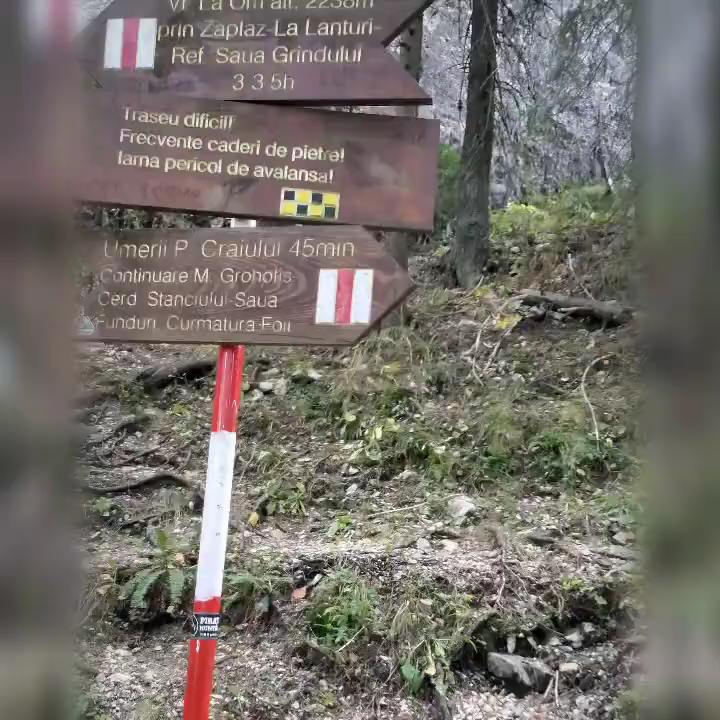 Vf La Om alt. 2238m
prin Zaplaz-La Lanturi-
Ref Saua Grindului
3 3 5h
Traseu dificil!
Frecvente caderi de pietre!
Iarna pericol de avalansa!
Umerii P. Craiului 45min
Continuare M. Grohotis
Cerd. Stanciului-Saua
Funduri. Curmatura-Foii